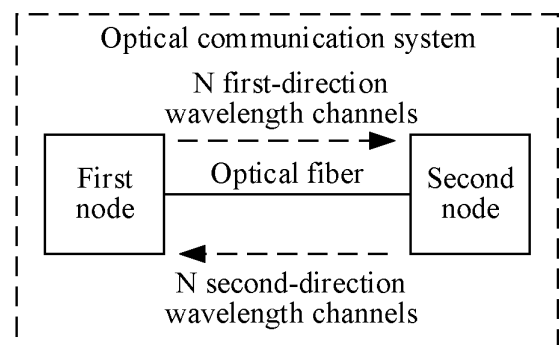 Optical communication system
N first-direction
wavelength channels
First
node
Optical fiber
Second
node
N second-direction
wavelength channels